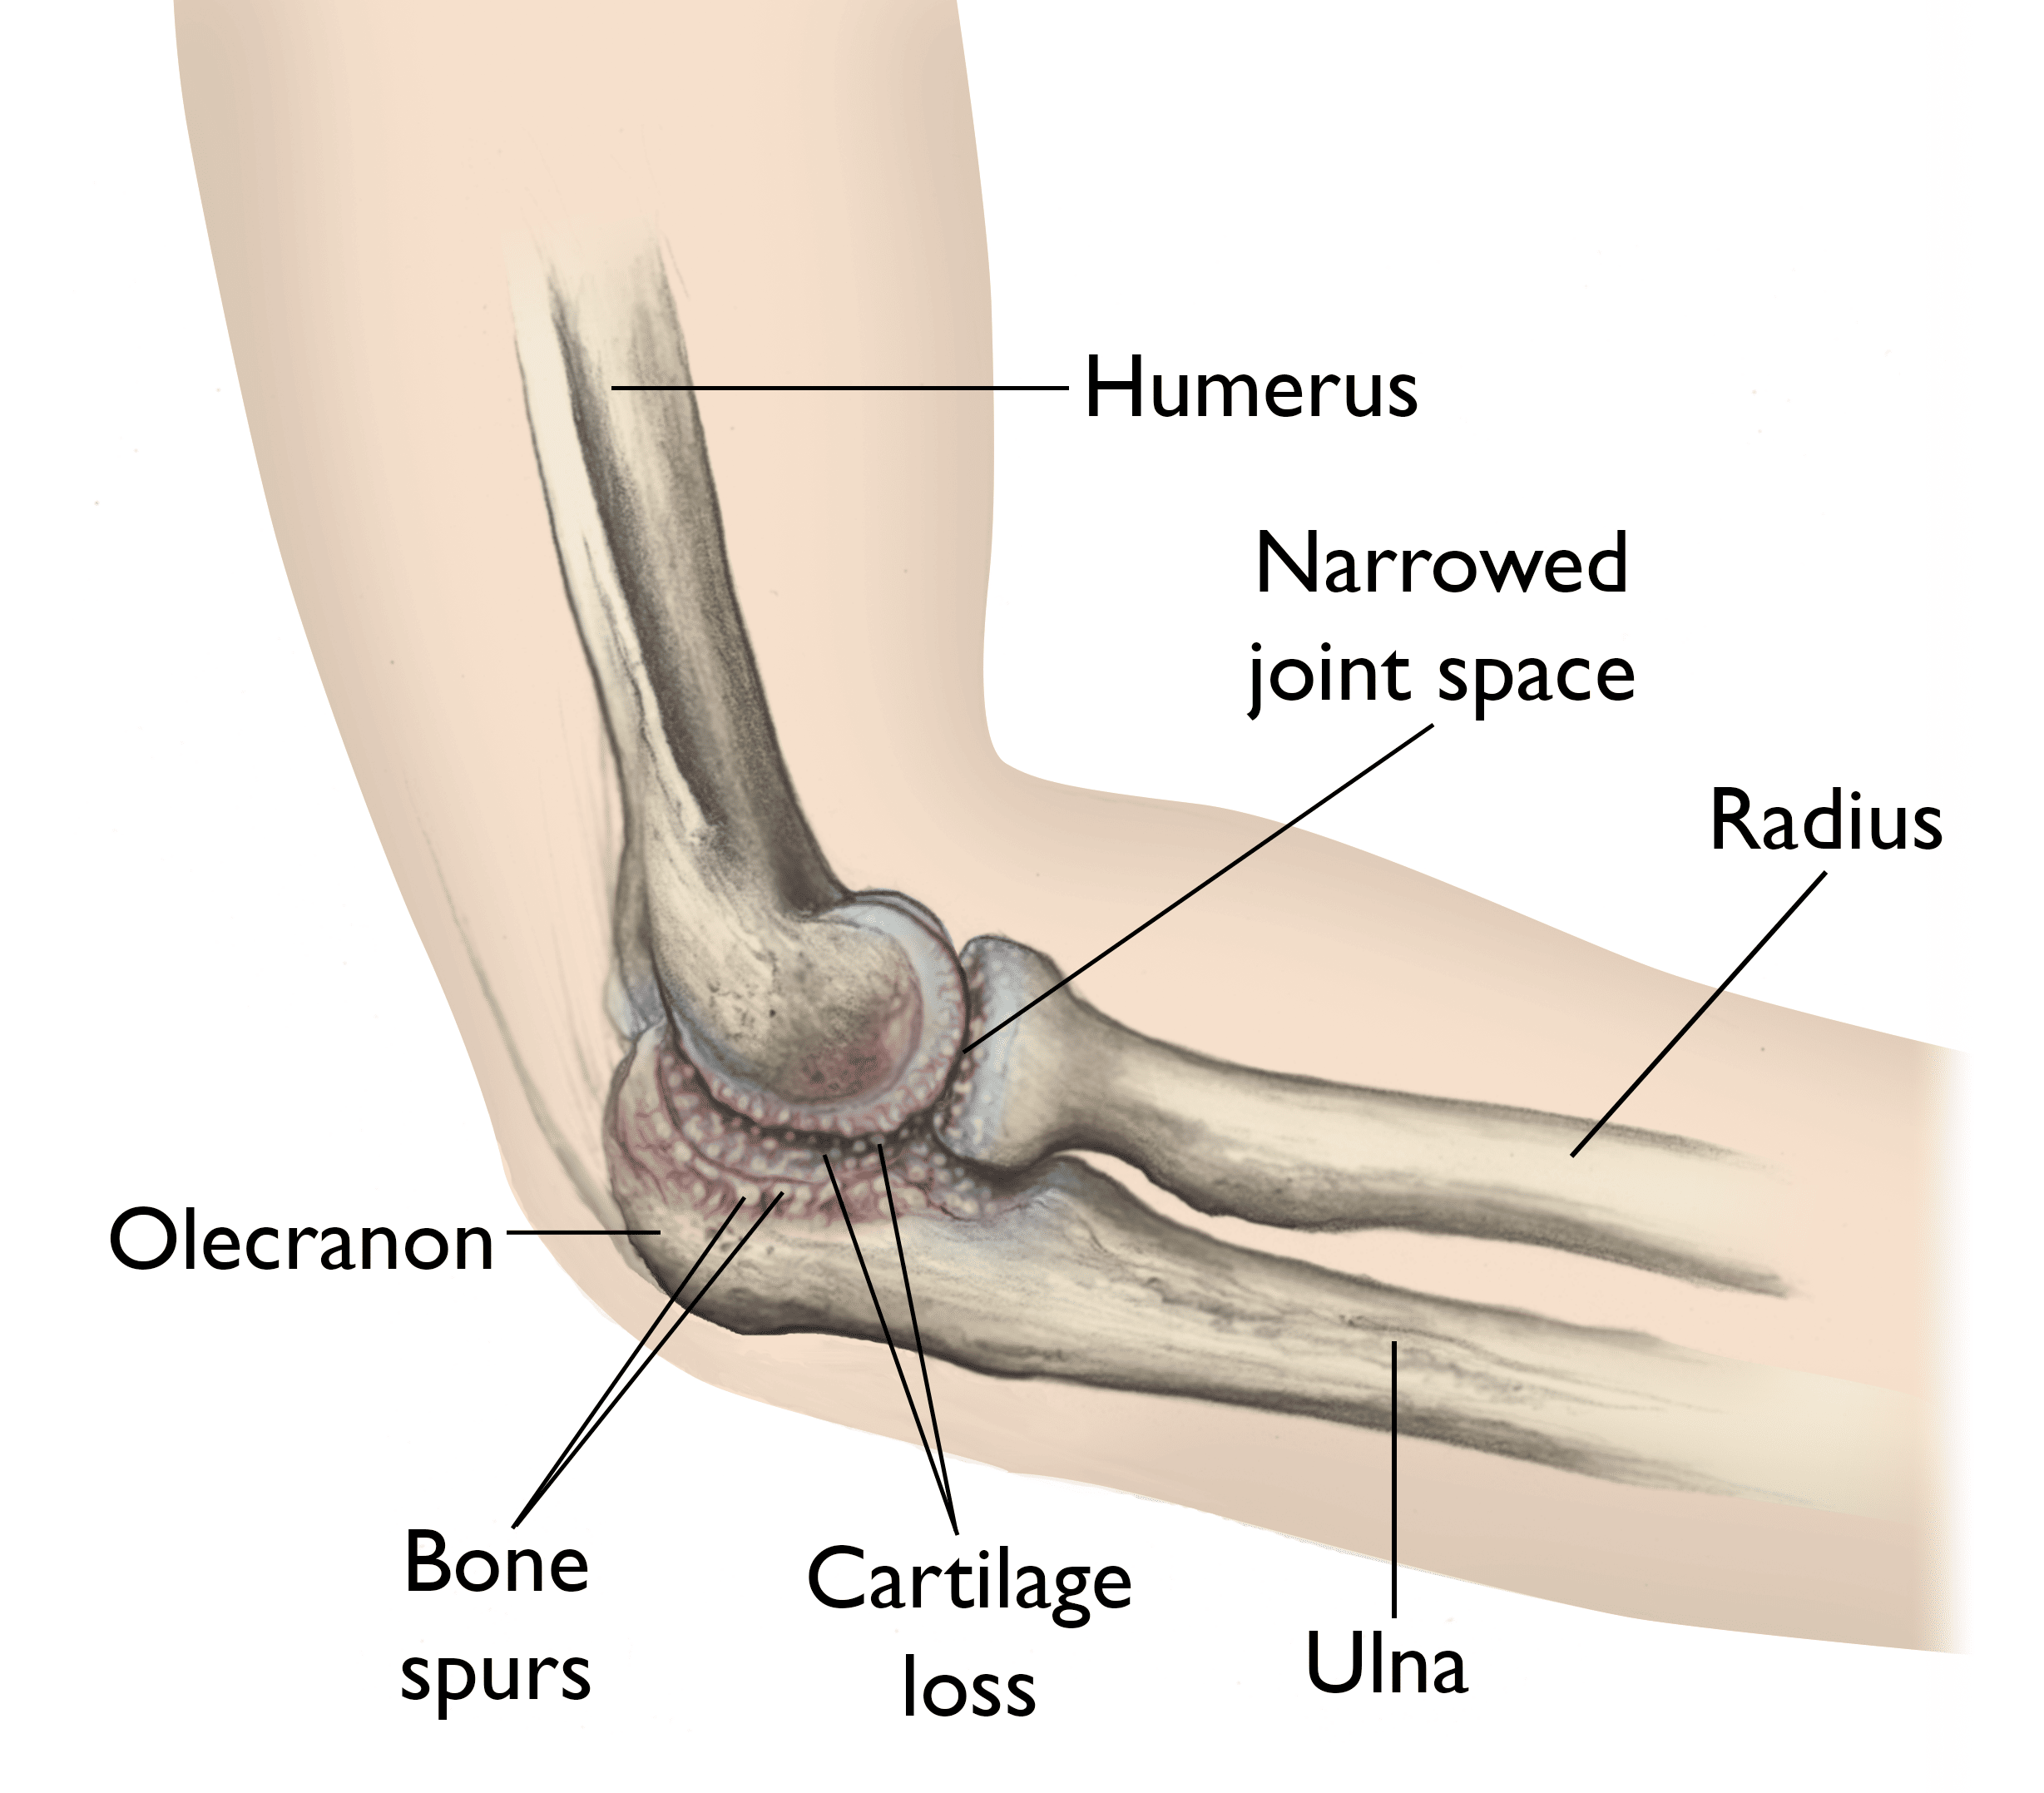 Humerus
Narrowed
joint space
Radius
Olecranon
Bone
spurs
Cartilage
loss
Ulna